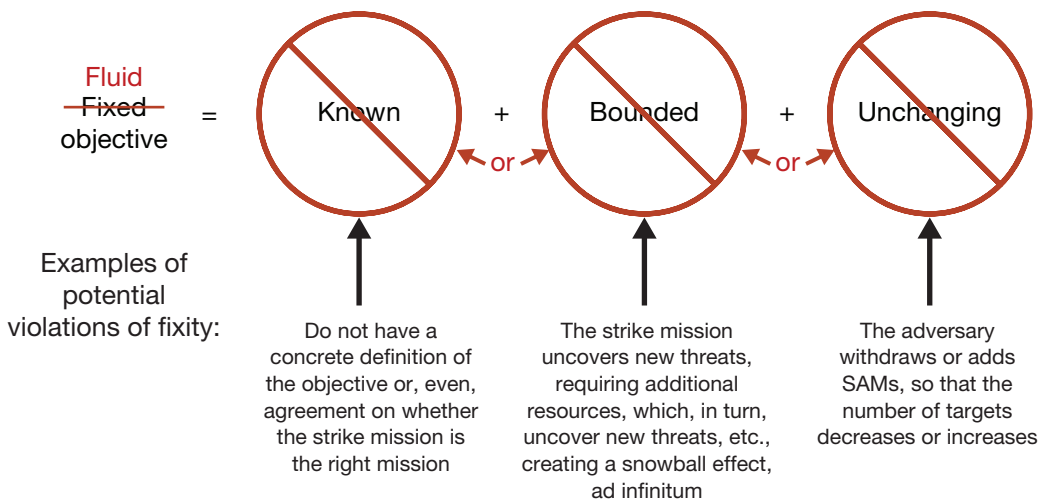 Fluid
Fixed
objective
=
Known
+
Bounded
+
Unchanging
or
or
Examples of
potential
violations of fixity:
Do not have a
concrete definition of
the objective or, even,
agreement on whether
the strike mission is
the right mission
The strike mission
uncovers new threats,
requiring additional
resources, which, in turn,
uncover new threats, etc.,
creating a snowball effect,
ad infinitum
The adversary
withdraws or adds
SAMs, so that the
number of targets
decreases or increases